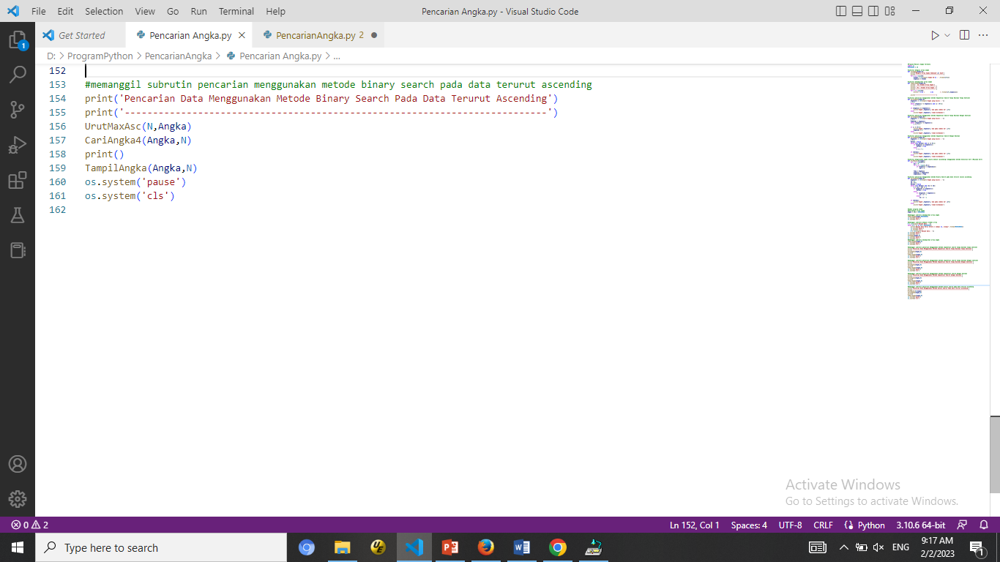 File Edit Selection View Go Run Terminal Help Pencarian Angka.py - Visual Studio Code
Get Started Pencarian Angka.py PencarianAngka.py 2
D: > ProgramPython > PencarianAngka > Pencarian Angka.py > ...
1
152
153 #memanggil subrutin pencarian menggunakan metode binary search pada data terurut ascending
154 print('Pencarian Data Menggunakan Metode Binary Search Pada Data Terurut Ascending')
155 print('---------------------------------------------------------------------------')
156 UrutMaxAsc(N,Angka)
157 CariAngka4(Angka,N)
158 print()
159 TampilAngka(Angka,N)
160 os.system('pause')
161 os.system('cls')
162
Activate Windows
Go to Settings to activate Windows.
0 2 Ln 152, Col 1 Spaces: 4 UTF-8 CRLF Python 3.10.6 64-bit
Type here to search ENG 9:17 AM
2/2/2023
1